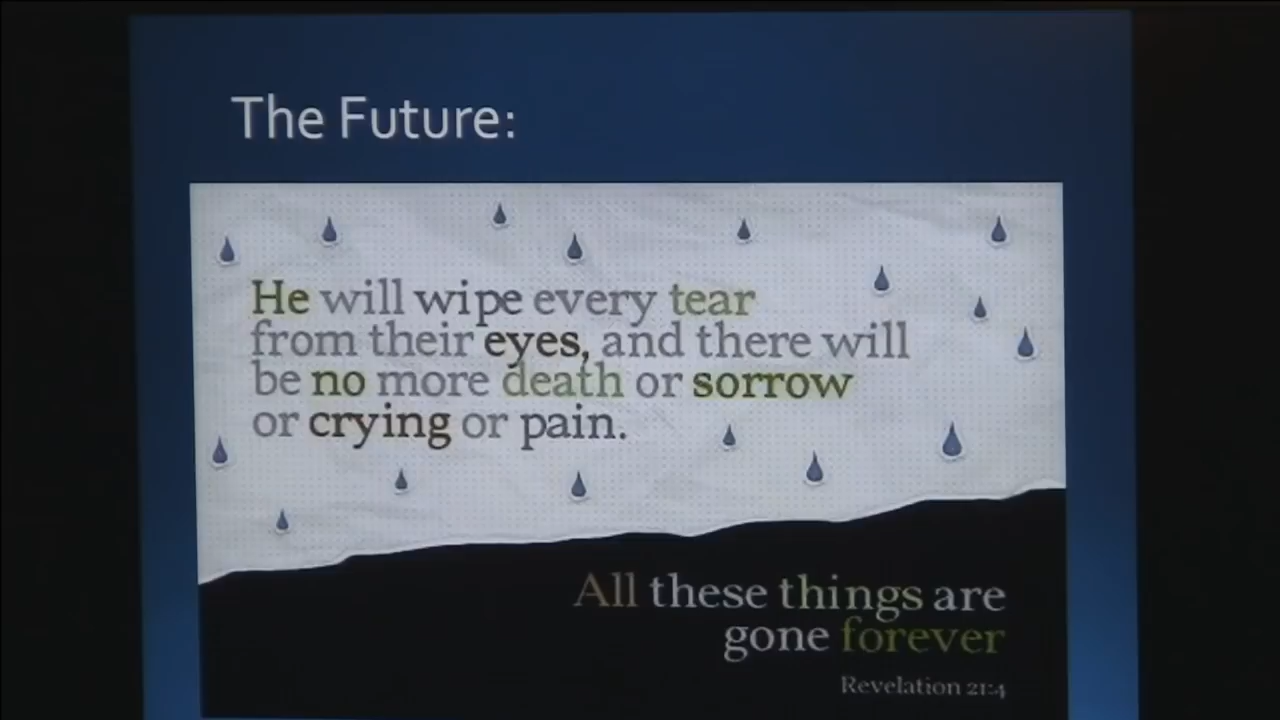 The Future:
He will wipe every tear
from their eyes, and there will
be no more death or sorrow
or crying or pain.
All these things are
gone forever
Revelation 21:4